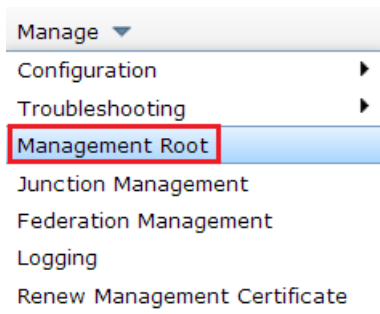 Manage
Configuration
Troubleshooting
Management Root
Junction Management
Federation Management
Logging
Renew Management Certificate